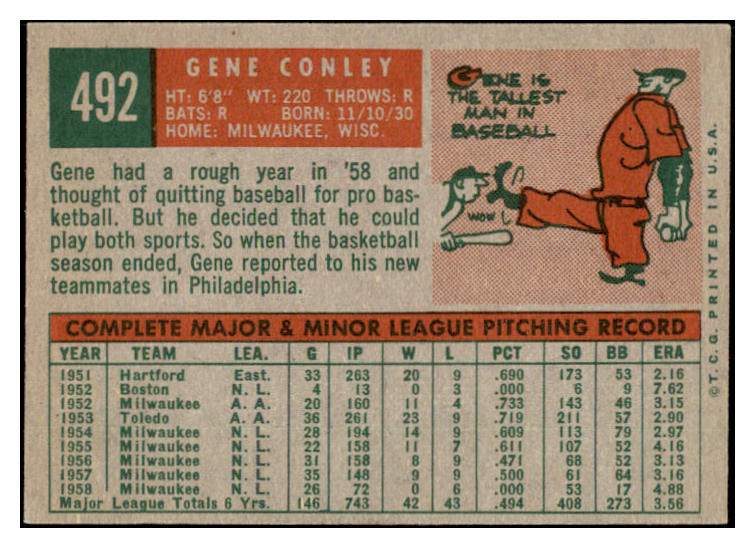 492
GENE CONLEY
HT: 6'8" WT: 220 THROWS: R
BATS: R BORN: 11/10/30
HOME: MILWAUKEE, WISC.
GENE IS
THE TALLEST
MAN IN
BASEBALL
WOW!
Gene had a rough year in '58 and
thought of quitting baseball for pro bas-
ketball. But he decided that he could
play both sports. So when the basketball
season ended, Gene reported to his new
teammates in Philadelphia.
COMPLETE MAJOR & MINOR LEAGUE PITCHING RECORD
YEAR TEAM LEA. G IP W L PCT SO BB ERA
1951 Hartford East. 33 263 20 9 .690 173 53 2.16
1952 Boston N. L. 4 13 0 3 .000 6 9 7.62
1952 Milwaukee A. A. 20 160 11 4 .733 143 46 3.15
1953 Toledo A. A. 36 261 23 9 .719 211 57 2.90
1954 Milwaukee N. L. 28 194 14 9 .609 113 79 2.97
1955 Milwaukee N. L. 22 158 11 7 .611 107 52 4.16
1956 Milwaukee N. L. 31 158 8 9 .471 68 52 3.13
1957 Milwaukee N. L. 35 148 9 9 .500 61 64 3.16
1958 Milwaukee N. L. 26 72 0 6 .000 53 17 4.88
Major League Totals 6 Yrs. 146 743 42 43 .494 408 273 3.56
© T. C. G. PRINTED IN U.S.A.